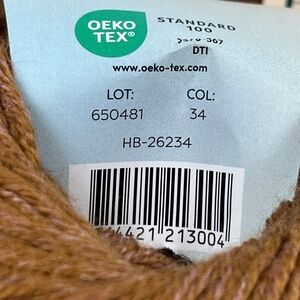 OEKO
TEX®
STANDARD
100
DTI
www.oeko-tex.com
LOT: COL:
650481 34
HB-26234
4421 213004